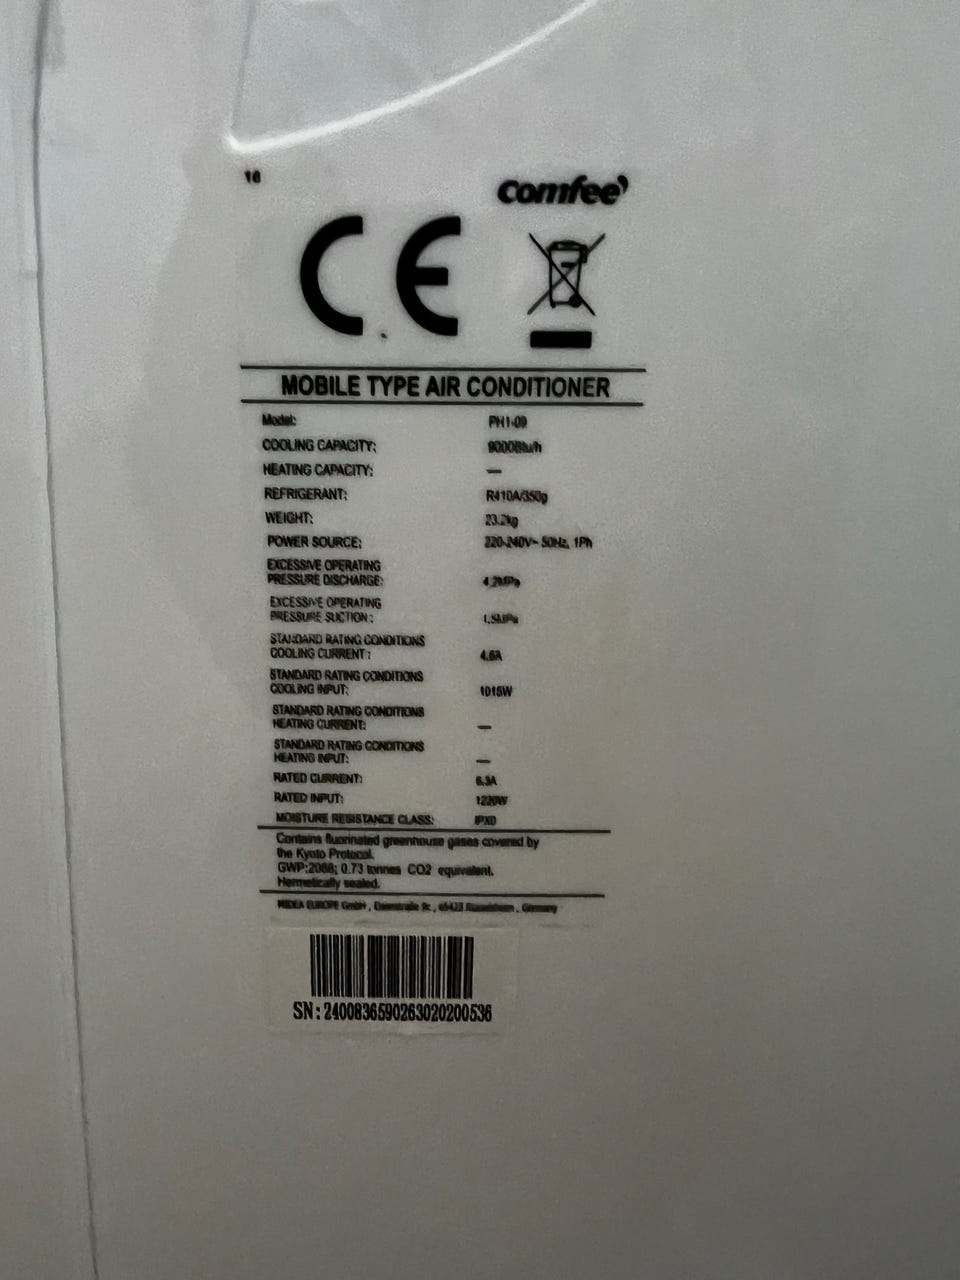 16
comfee'
CE
MOBILE TYPE AIR CONDITIONER
Model: PH1-09
COOLING CAPACITY: 9000Btu/h
HEATING CAPACITY: —
REFRIGERANT: R410A/350g
WEIGHT: 23.2kg
POWER SOURCE: 220-240V~ 50Hz, 1Ph
EXCESSIVE OPERATING
PRESSURE DISCHARGE: 4.2MPa
EXCESSIVE OPERATING
PRESSURE SUCTION: 1.5MPa
STANDARD RATING CONDITIONS
COOLING CURRENT: 4.6A
STANDARD RATING CONDITIONS
COOLING INPUT: 1015W
STANDARD RATING CONDITIONS
HEATING CURRENT: —
STANDARD RATING CONDITIONS
HEATING INPUT: —
RATED CURRENT: 6.3A
RATED INPUT: 1220W
MOISTURE RESISTANCE CLASS: IPX0
Contains fluorinated greenhouse gases covered by
the Kyoto Protocol.
GWP:2088; 0.73 tonnes CO2 equivalent.
Hermetically sealed.
MIDEA EUROPE GmbH, 9c, Germany
SN: 2400836590263020200536